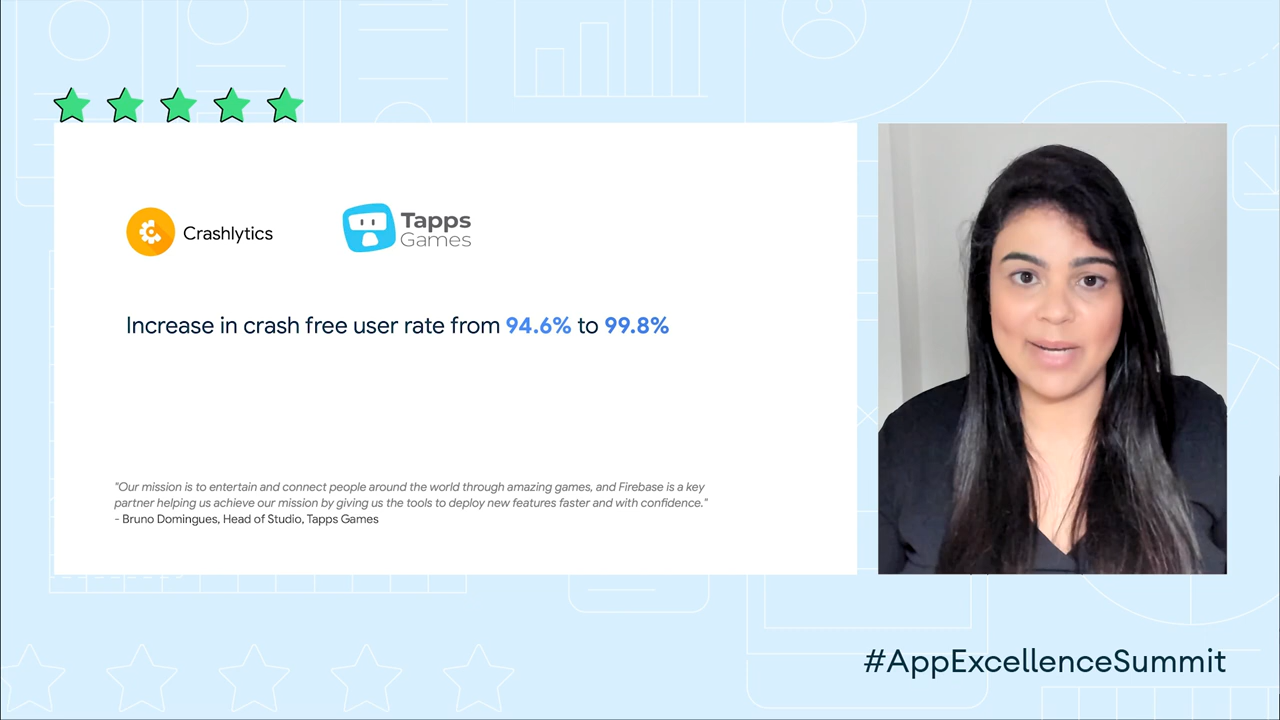 Crashlytics
Tapps
Games
Increase in crash free user rate from 94.6% to 99.8%
"Our mission is to entertain and connect people around the world through amazing games, and Firebase is a key
partner helping us achieve our mission by giving us the tools to deploy new features faster and with confidence."
- Bruno Domingues, Head of Studio, Tapps Games
#AppExcellenceSummit